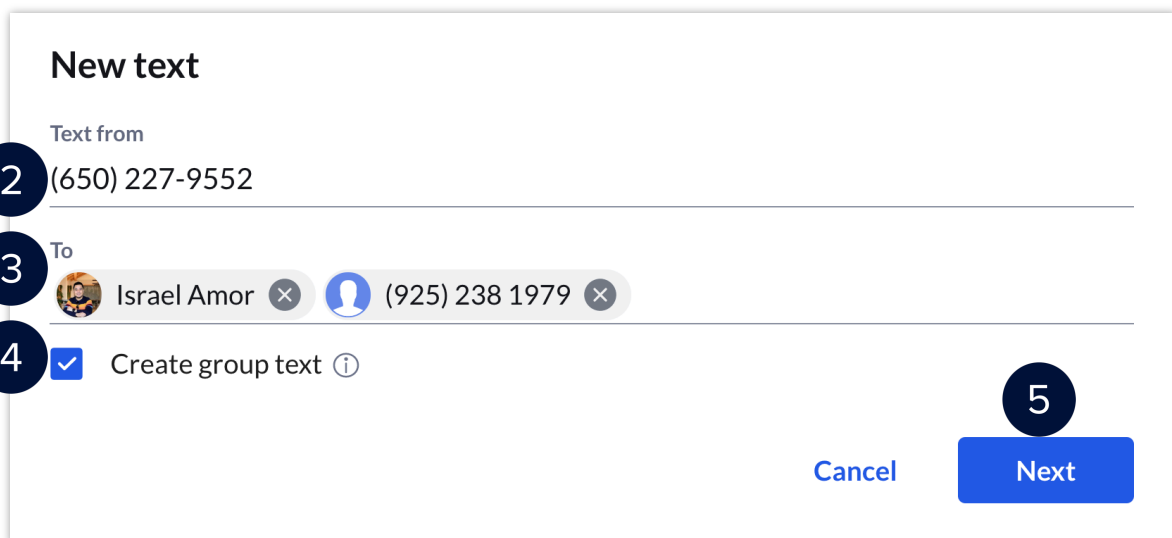 New text
Text from
2 (650) 227-9552
To
3 Israel Amor (925) 238 1979
4 Create group text
5
Cancel Next